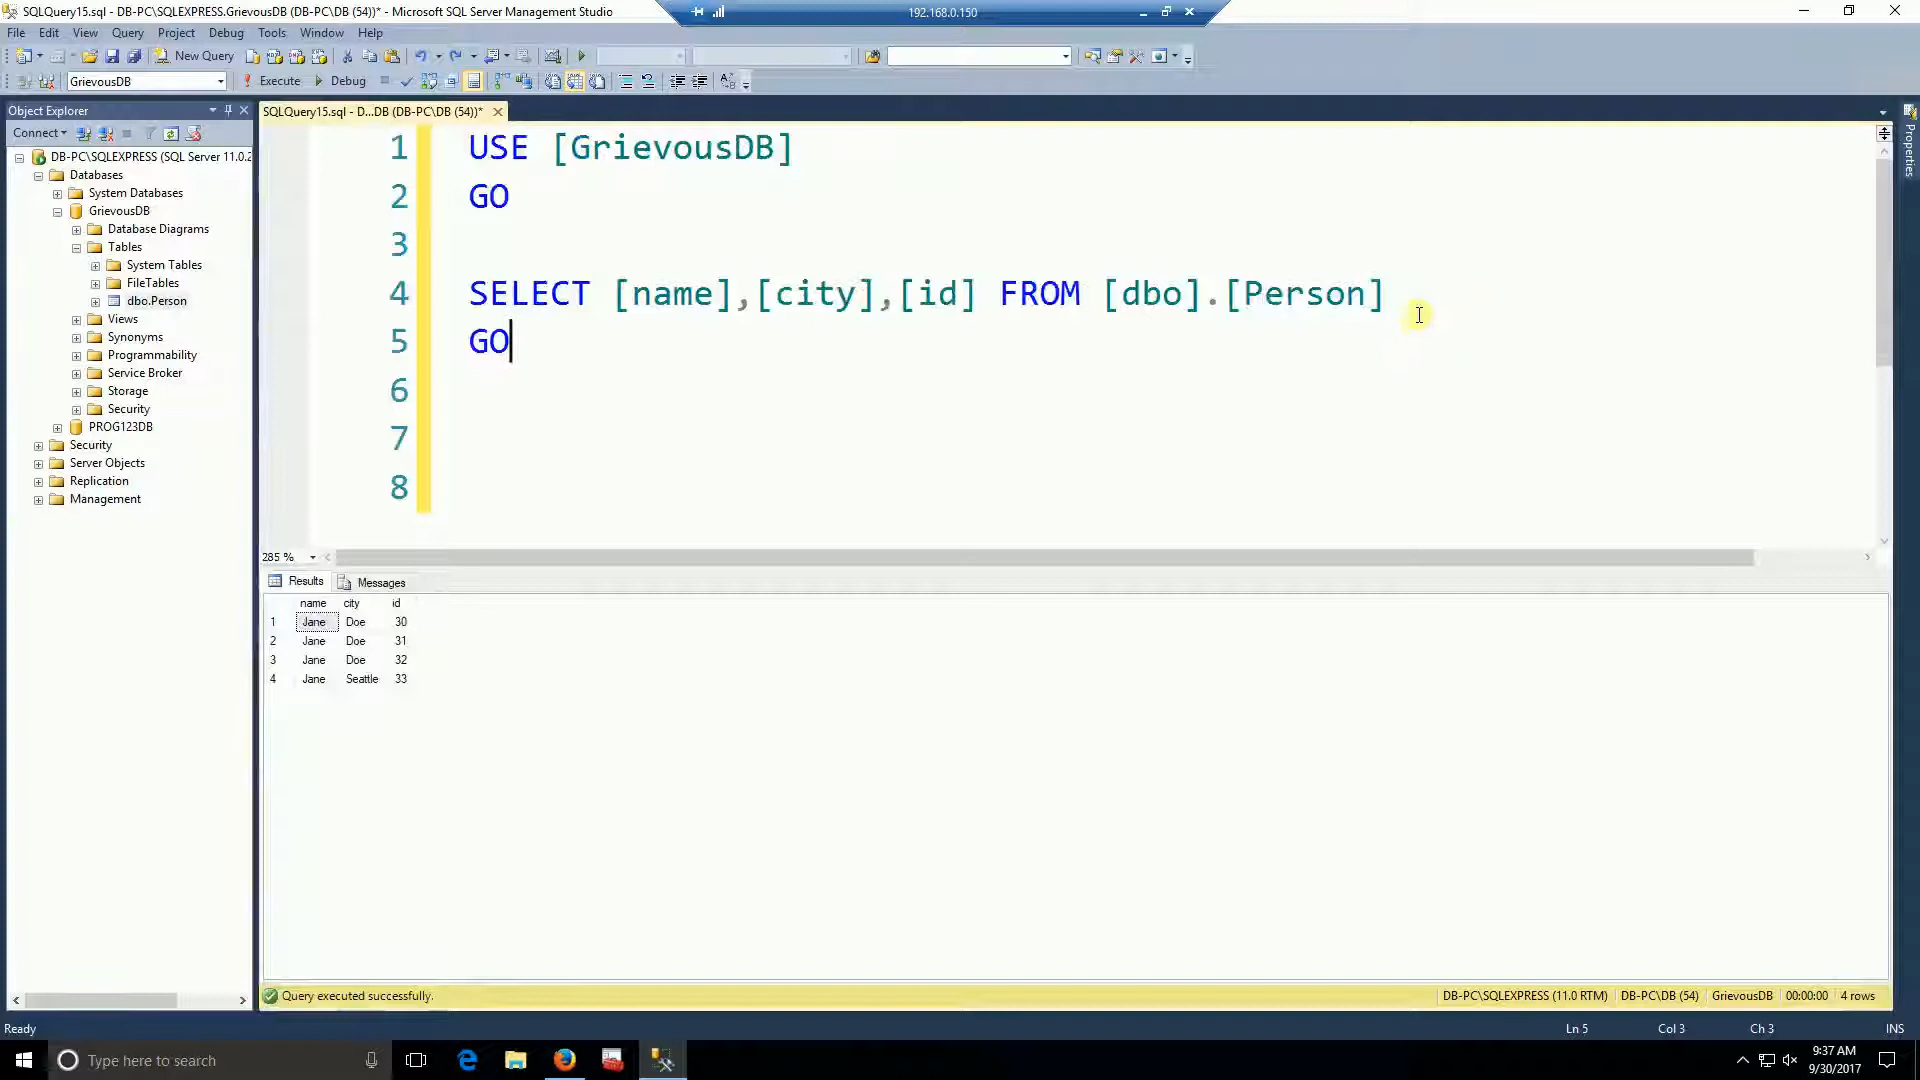 SQLQuery15.sql - DB-PC\SQLEXPRESS.GrievousDB (DB-PC\DB (54))* - Microsoft SQL Server Management Studio
192.168.0.150
File Edit View Query Project Debug Tools Window Help
New Query
GrievousDB Execute Debug
Object Explorer
SQLQuery15.sql - D...DB (DB-PC\DB (54))*
Connect
DB-PC\SQLEXPRESS (SQL Server 11.0.2
Databases
System Databases
GrievousDB
Database Diagrams
Tables
System Tables
FileTables
dbo.Person
Views
Synonyms
Programmability
Service Broker
Storage
Security
PROG123DB
Security
Server Objects
Replication
Management
1 USE [GrievousDB]
2 GO
3
4 SELECT [name],[city],[id] FROM [dbo].[Person]
5 GO
6
7
8
Properties
285 %
Results Messages
name city id
1 Jane Doe 30
2 Jane Doe 31
3 Jane Doe 32
4 Jane Seattle 33
Query executed successfully. DB-PC\SQLEXPRESS (11.0 RTM) DB-PC\DB (54) GrievousDB 00:00:00 4 rows
Ready Ln 5 Col 3 Ch 3 INS
Type here to search
9:37 AM
9/30/2017